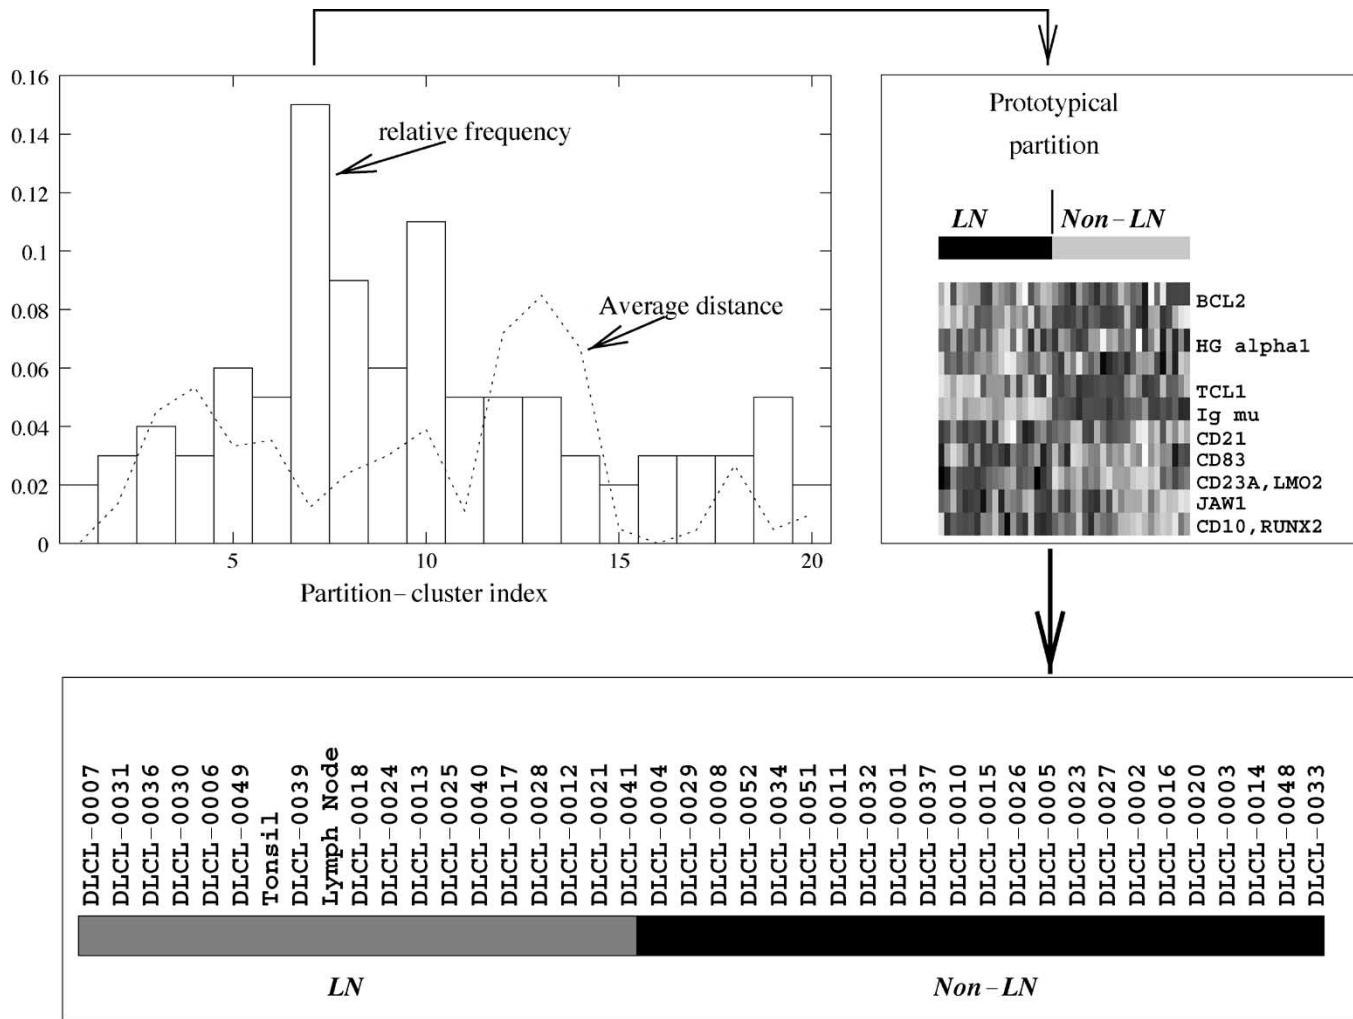 0.16
0.14
0.12
0.1
0.08
0.06
0.04
0.02
0
relative frequency
Average distance
5 10 15 20
Partition–cluster index
Prototypical
partition
LN Non–LN
BCL2
HG alpha1
TCL1
Ig mu
CD21
CD83
CD23A,LMO2
JAW1
CD10,RUNX2
DLCL-0007
DLCL-0031
DLCL-0036
DLCL-0030
DLCL-0006
DLCL-0049
Tonsil
DLCL-0039
Lymph Node
DLCL-0018
DLCL-0024
DLCL-0013
DLCL-0025
DLCL-0040
DLCL-0017
DLCL-0028
DLCL-0012
DLCL-0021
DLCL-0041
DLCL-0004
DLCL-0029
DLCL-0008
DLCL-0052
DLCL-0034
DLCL-0051
DLCL-0011
DLCL-0032
DLCL-0001
DLCL-0037
DLCL-0010
DLCL-0015
DLCL-0026
DLCL-0005
DLCL-0023
DLCL-0027
DLCL-0002
DLCL-0016
DLCL-0020
DLCL-0003
DLCL-0014
DLCL-0048
DLCL-0033
LN Non–LN